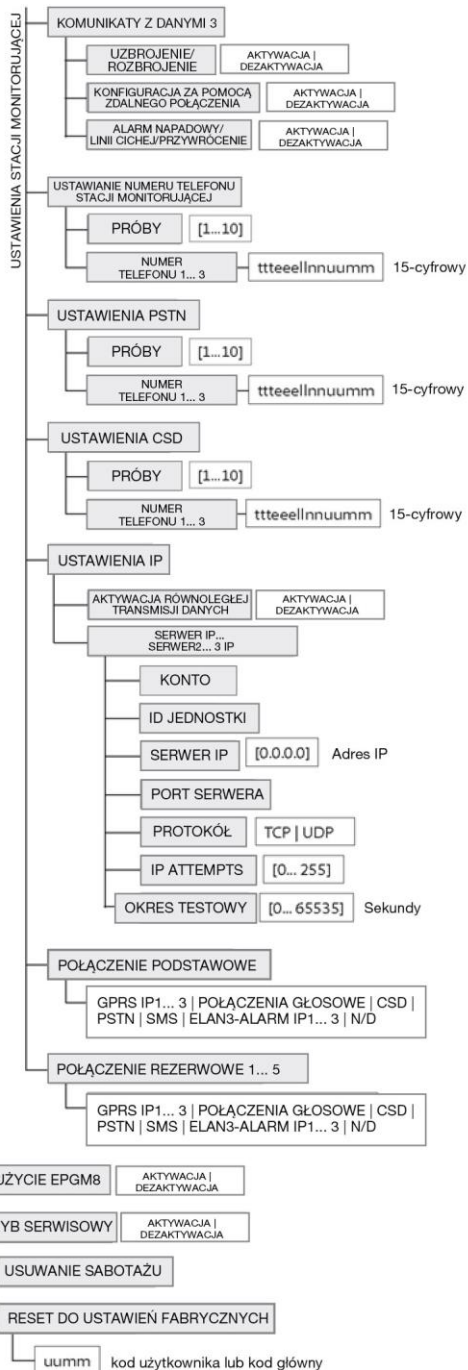 USTAWIENIA STACJI MONITORUJĄCEJ
KOMUNIKATY Z DANYMI 3
UZBROJENIE/
ROZBROJENIE
AKTYWACJA |
DEZAKTYWACJA
KONFIGURACJA ZA POMOCĄ
ZDALNEGO POŁĄCZENIA
AKTYWACJA |
DEZAKTYWACJA
ALARM NAPADOWY/
LINII CICHEJ/PRZYWRÓCENIE
AKTYWACJA |
DEZAKTYWACJA
USTAWIANIE NUMERU TELEFONU
STACJI MONITORUJĄCEJ
PRÓBY [1...10]
NUMER
TELEFONU 1... 3
ttteeellnnuumm 15-cyfrowy
USTAWIENIA PSTN
PRÓBY [1...10]
NUMER
TELEFONU 1... 3
ttteeellnnuumm 15-cyfrowy
USTAWIENIA CSD
PRÓBY [1...10]
NUMER
TELEFONU 1... 3
ttteeellnnuumm 15-cyfrowy
USTAWIENIA IP
AKTYWACJA RÓWNOLEGŁEJ
TRANSMISJI DANYCH
AKTYWACJA |
DEZAKTYWACJA
SERWER IP...
SERWER2... 3 IP
KONTO
ID JEDNOSTKI
SERWER IP [0.0.0.0] Adres IP
PORT SERWERA
PROTOKÓŁ TCP | UDP
IP ATTEMPTS [0... 255]
OKRES TESTOWY [0... 65535] Sekundy
POŁĄCZENIE PODSTAWOWE
GPRS IP1... 3 | POŁĄCZENIA GŁOSOWE | CSD |
PSTN | SMS | ELAN3-ALARM IP1... 3 | N/D
POŁĄCZENIE REZERWOWE 1... 5
GPRS IP1... 3 | POŁĄCZENIA GŁOSOWE | CSD |
PSTN | SMS | ELAN3-ALARM IP1... 3 | N/D
UŻYCIE EPGM8
AKTYWACJA |
DEZAKTYWACJA
YB SERWISOWY
AKTYWACJA |
DEZAKTYWACJA
USUWANIE SABOTAŻU
RESET DO USTAWIEŃ FABRYCZNYCH
uumm kod użytkownika lub kod główny